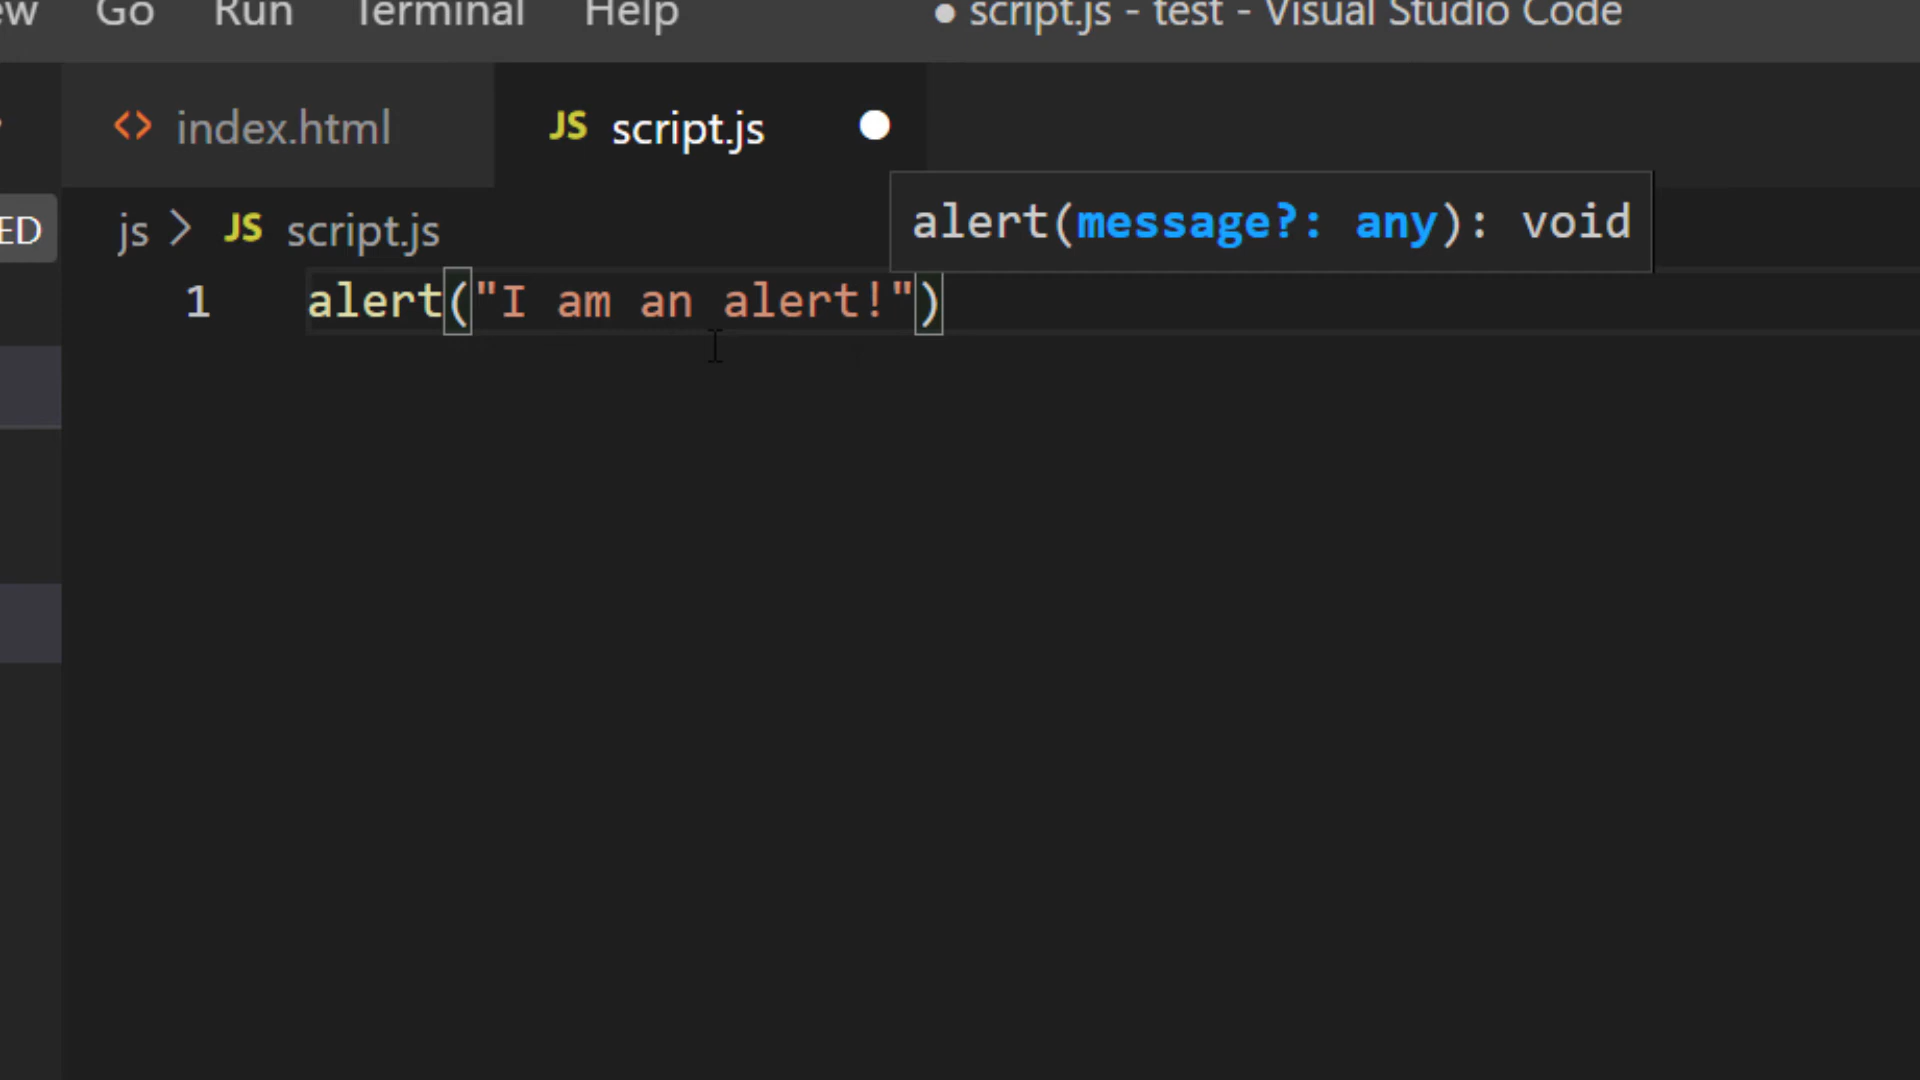 Go Run Terminal Help ● script.js - test - Visual Studio Code
<> index.html JS script.js
alert(message?: any): void
ED js > JS script.js
1 alert("I am an alert!")